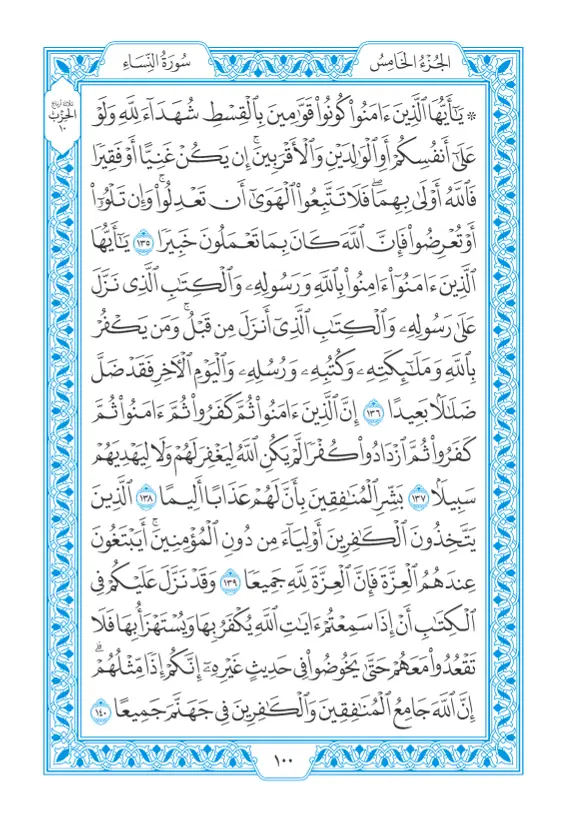 الجُزْءُ الخَامِسُ
سُورَةُ النِّسَاءِ
ثلاثة أرباع
الحِزْب
١٠
۞ يَٰٓأَيُّهَا ٱلَّذِينَ ءَامَنُواْ كُونُواْ قَوَّٰمِينَ بِٱلۡقِسۡطِ شُهَدَآءَ لِلَّهِ وَلَوۡ
عَلَىٰٓ أَنفُسِكُمۡ أَوِ ٱلۡوَٰلِدَيۡنِ وَٱلۡأَقۡرَبِينَۚ إِن يَكُنۡ غَنِيًّا أَوۡ فَقِيرٗا
فَٱللَّهُ أَوۡلَىٰ بِهِمَاۖ فَلَا تَتَّبِعُواْ ٱلۡهَوَىٰٓ أَن تَعۡدِلُواْۚ وَإِن تَلۡوُۥٓاْ
أَوۡ تُعۡرِضُواْ فَإِنَّ ٱللَّهَ كَانَ بِمَا تَعۡمَلُونَ خَبِيرٗا ١٣٥ يَٰٓأَيُّهَا
ٱلَّذِينَ ءَامَنُوٓاْ ءَامِنُواْ بِٱللَّهِ وَرَسُولِهِۦ وَٱلۡكِتَٰبِ ٱلَّذِي نَزَّلَ
عَلَىٰ رَسُولِهِۦ وَٱلۡكِتَٰبِ ٱلَّذِيٓ أَنزَلَ مِن قَبۡلُۚ وَمَن يَكۡفُرۡ
بِٱللَّهِ وَمَلَٰٓئِكَتِهِۦ وَكُتُبِهِۦ وَرُسُلِهِۦ وَٱلۡيَوۡمِ ٱلۡأٓخِرِ فَقَدۡ ضَلَّ
ضَلَٰلَۢا بَعِيدًا ١٣٦ إِنَّ ٱلَّذِينَ ءَامَنُواْ ثُمَّ كَفَرُواْ ثُمَّ ءَامَنُواْ ثُمَّ
كَفَرُواْ ثُمَّ ٱزۡدَادُواْ كُفۡرٗا لَّمۡ يَكُنِ ٱللَّهُ لِيَغۡفِرَ لَهُمۡ وَلَا لِيَهۡدِيَهُمۡ
سَبِيلَۢا ١٣٧ بَشِّرِ ٱلۡمُنَٰفِقِينَ بِأَنَّ لَهُمۡ عَذَابًا أَلِيمًا ١٣٨ ٱلَّذِينَ
يَتَّخِذُونَ ٱلۡكَٰفِرِينَ أَوۡلِيَآءَ مِن دُونِ ٱلۡمُؤۡمِنِينَۚ أَيَبۡتَغُونَ
عِندَهُمُ ٱلۡعِزَّةَ فَإِنَّ ٱلۡعِزَّةَ لِلَّهِ جَمِيعٗا ١٣٩ وَقَدۡ نَزَّلَ عَلَيۡكُمۡ فِي
ٱلۡكِتَٰبِ أَنۡ إِذَا سَمِعۡتُمۡ ءَايَٰتِ ٱللَّهِ يُكۡفَرُ بِهَا وَيُسۡتَهۡزَأُ بِهَا فَلَا
تَقۡعُدُواْ مَعَهُمۡ حَتَّىٰ يَخُوضُواْ فِي حَدِيثٍ غَيۡرِهِۦٓ إِنَّكُمۡ إِذٗا مِّثۡلُهُمۡۗ
إِنَّ ٱللَّهَ جَامِعُ ٱلۡمُنَٰفِقِينَ وَٱلۡكَٰفِرِينَ فِي جَهَنَّمَ جَمِيعًا ١٤٠
١٠٠